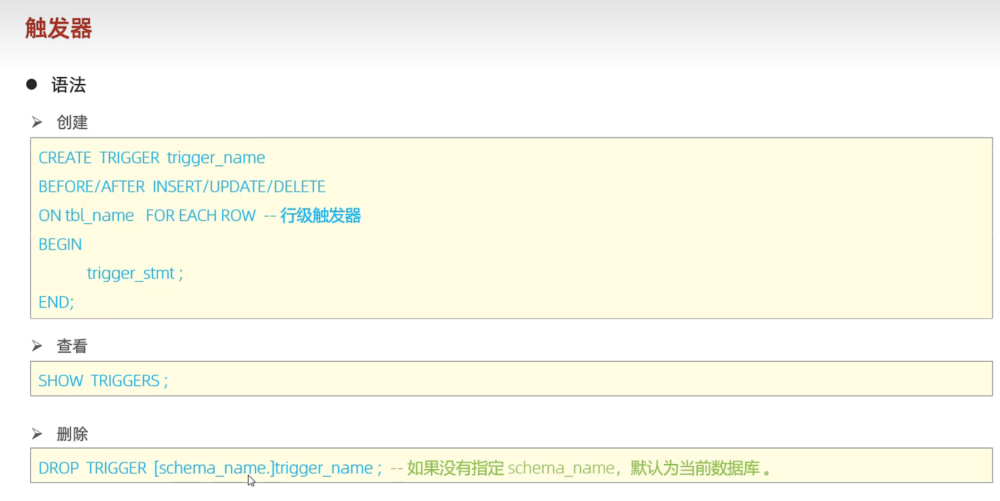 触发器
语法
创建
CREATE TRIGGER trigger_name
BEFORE/AFTER INSERT/UPDATE/DELETE
ON tbl_name FOR EACH ROW -- 行级触发器
BEGIN
trigger_stmt ;
END;
查看
SHOW TRIGGERS ;
删除
DROP TRIGGER [schema_name.]trigger_name ; -- 如果没有指定 schema_name，默认为当前数据库 。